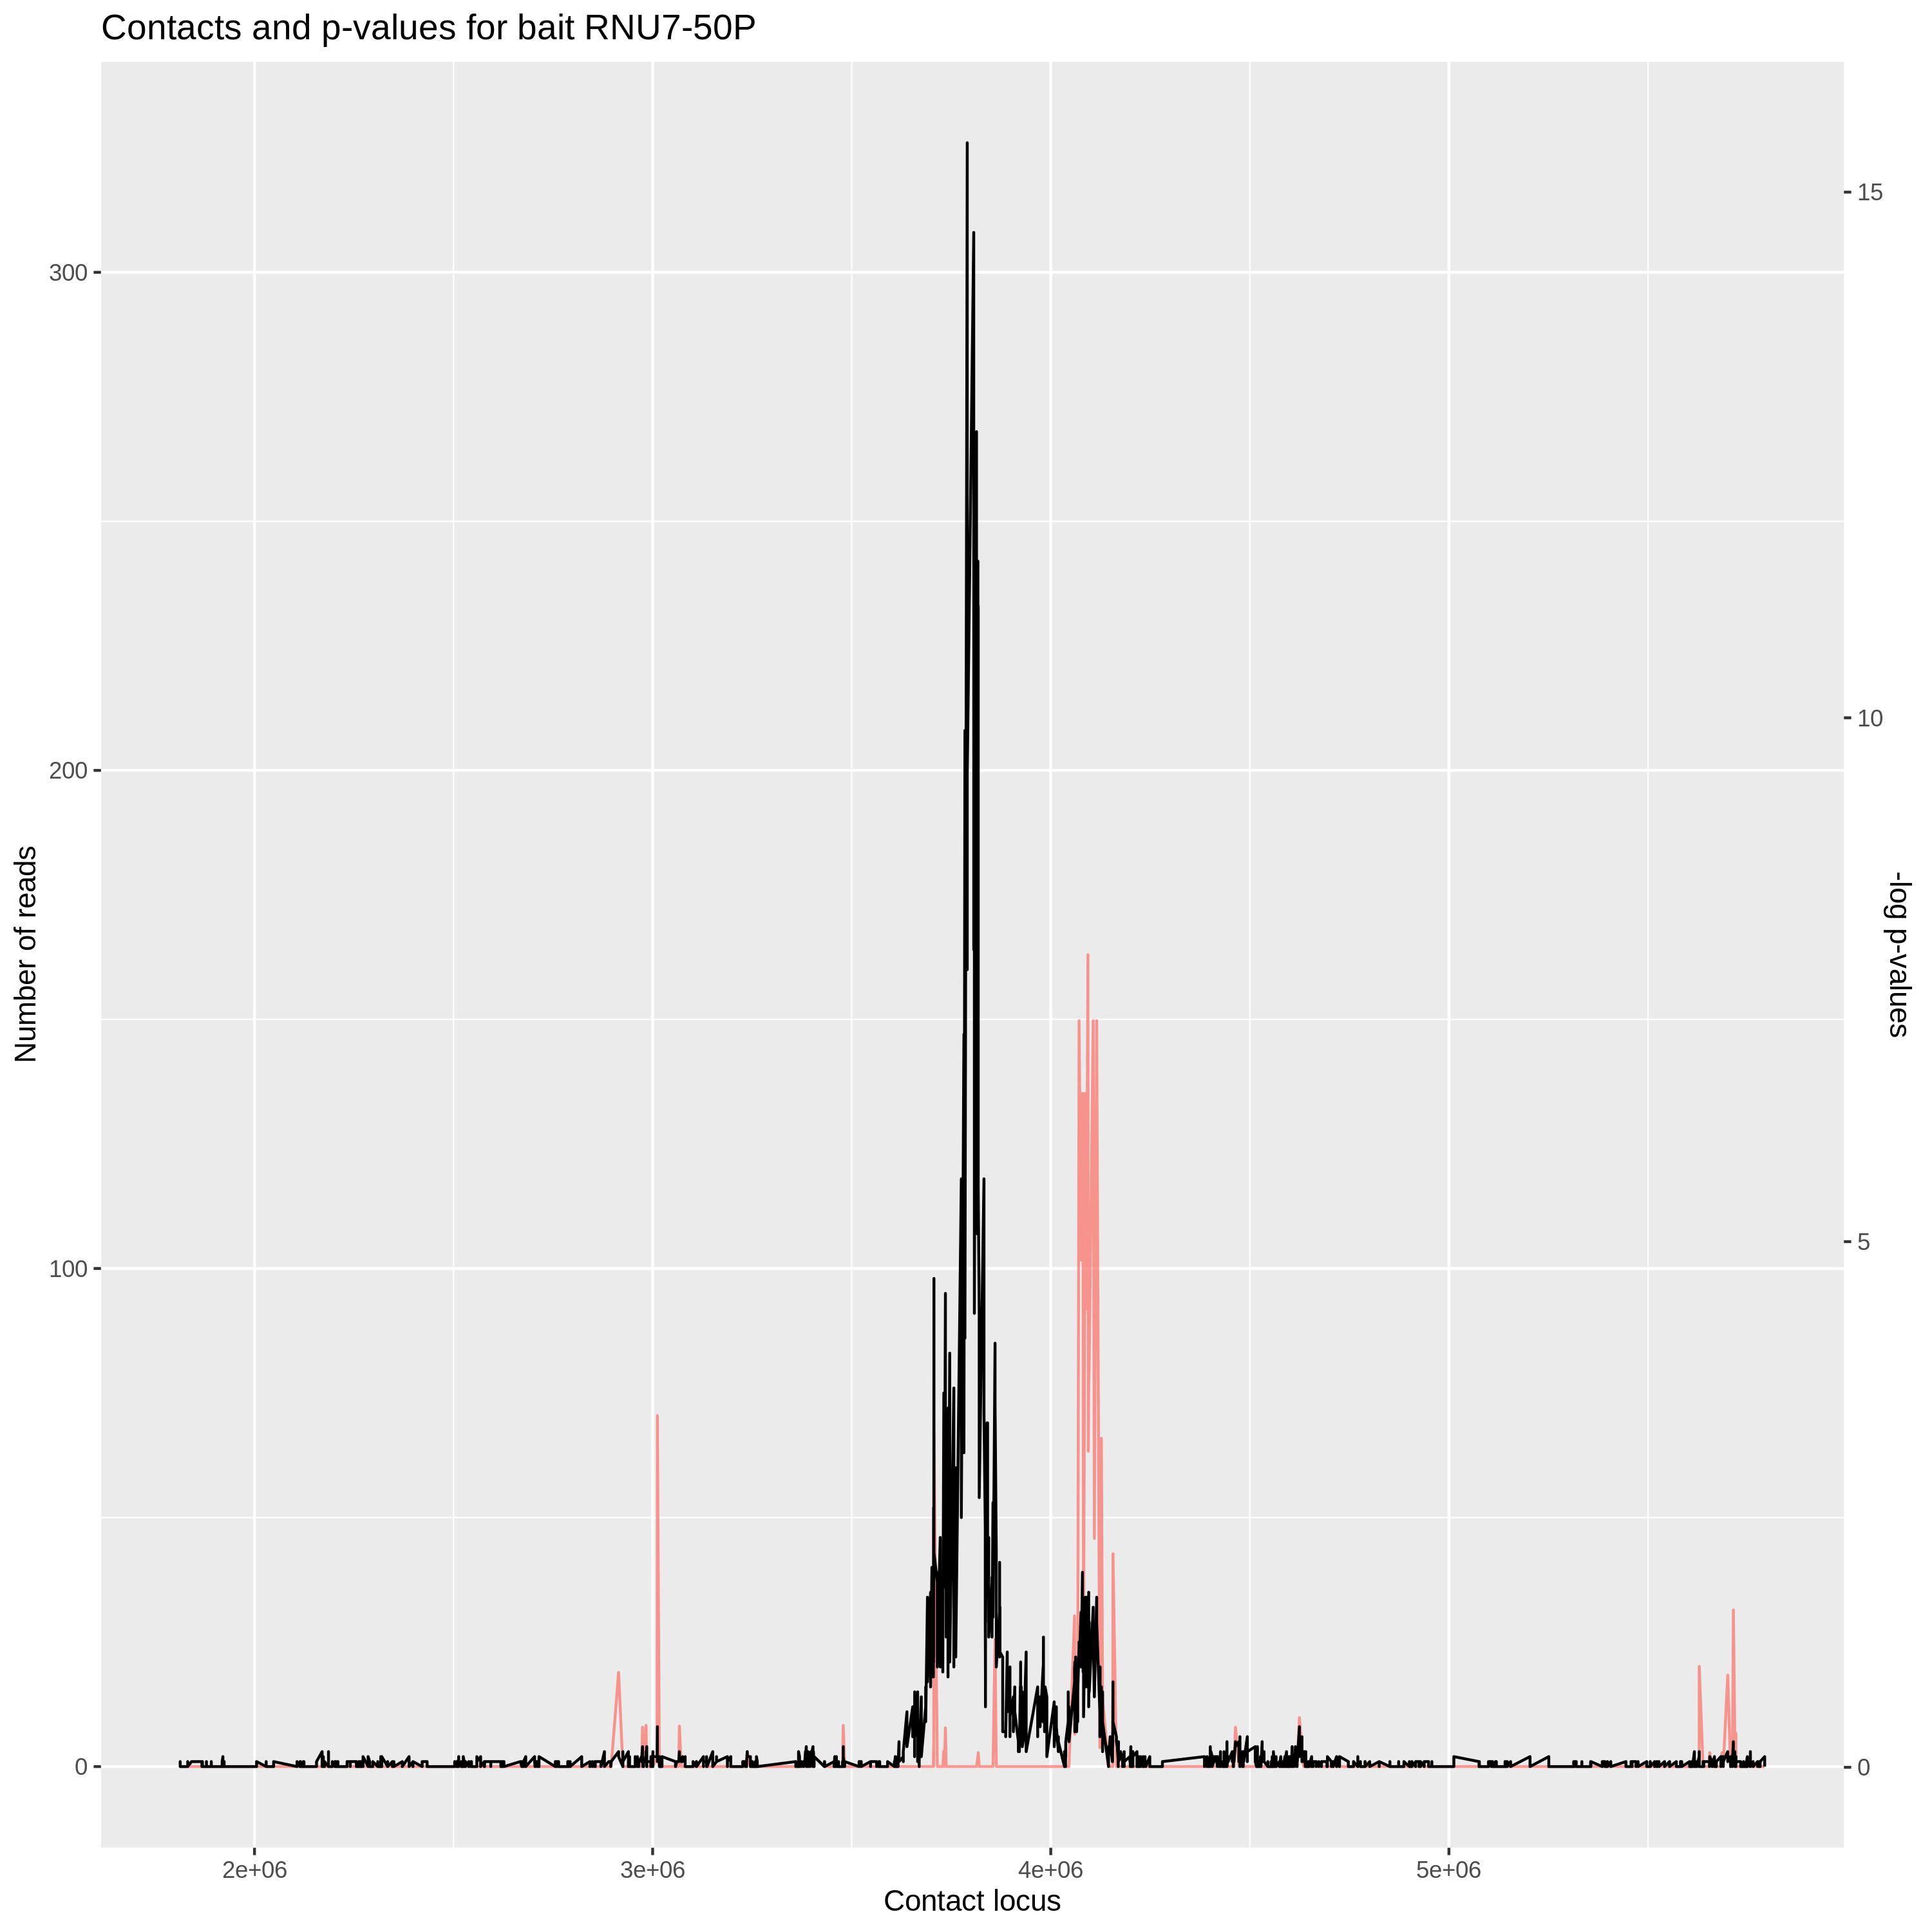 Contacts and p-values for bait RNU7-50P
Number of reads
300
200
100
0
15
10
5
0
-log p-values
2e+06 3e+06 4e+06 5e+06
Contact locus